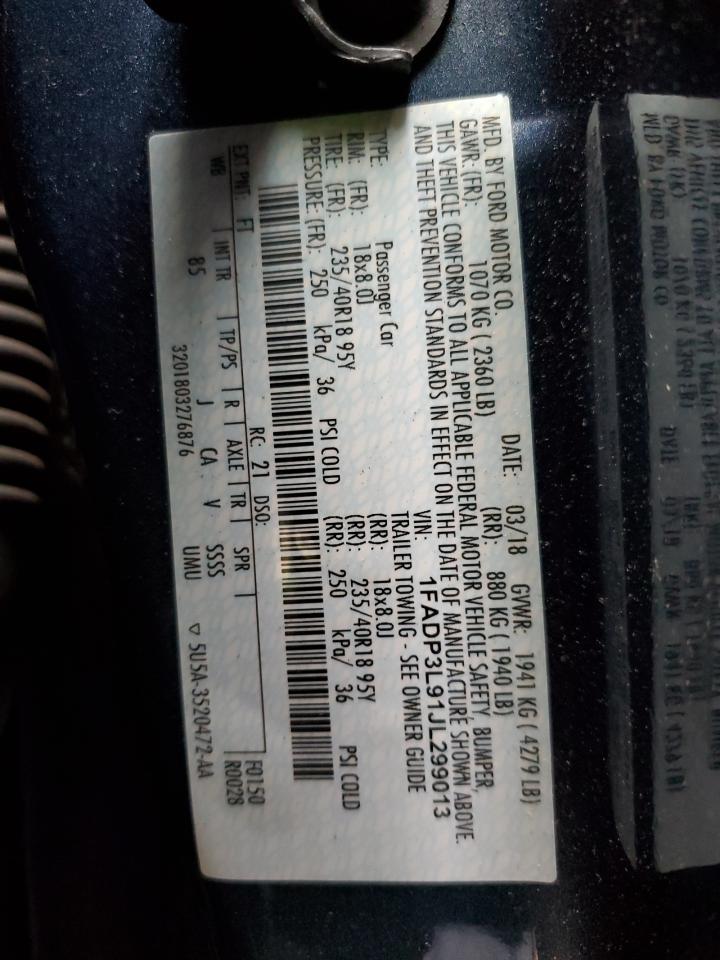 MFD. BY FORD MOTOR CO. DATE: 03/18 GVWR: 1941 KG ( 4279 LB)
GAWR: (FR): 1070 KG ( 2360 LB) (RR): 880 KG ( 1940 LB)
THIS VEHICLE CONFORMS TO ALL APPLICABLE FEDERAL MOTOR VEHICLE SAFETY, BUMPER,
AND THEFT PREVENTION STANDARDS IN EFFECT ON THE DATE OF MANUFACTURE SHOWN ABOVE.
VIN: 1FADP3L91JL299013
TYPE: Passenger Car TRAILER TOWING - SEE OWNER GUIDE
RIM: (FR): 18x8.0J (RR): 18x8.0J
TIRE: (FR): 235/40R18 95Y (RR): 235/40R18 95Y
PRESSURE: (FR): 250 kPa/ 36 PSI COLD (RR): 250 kPa/ 36 PSI COLD
RC: 21 DSO: F0150
EXT PNT: FT R0028
WB | INT TR | TP/PS | R | AXLE | TR | SPR |
85 J CA V SSSS
3201803276876 UMU ▽ 5U5A-3520472-AA